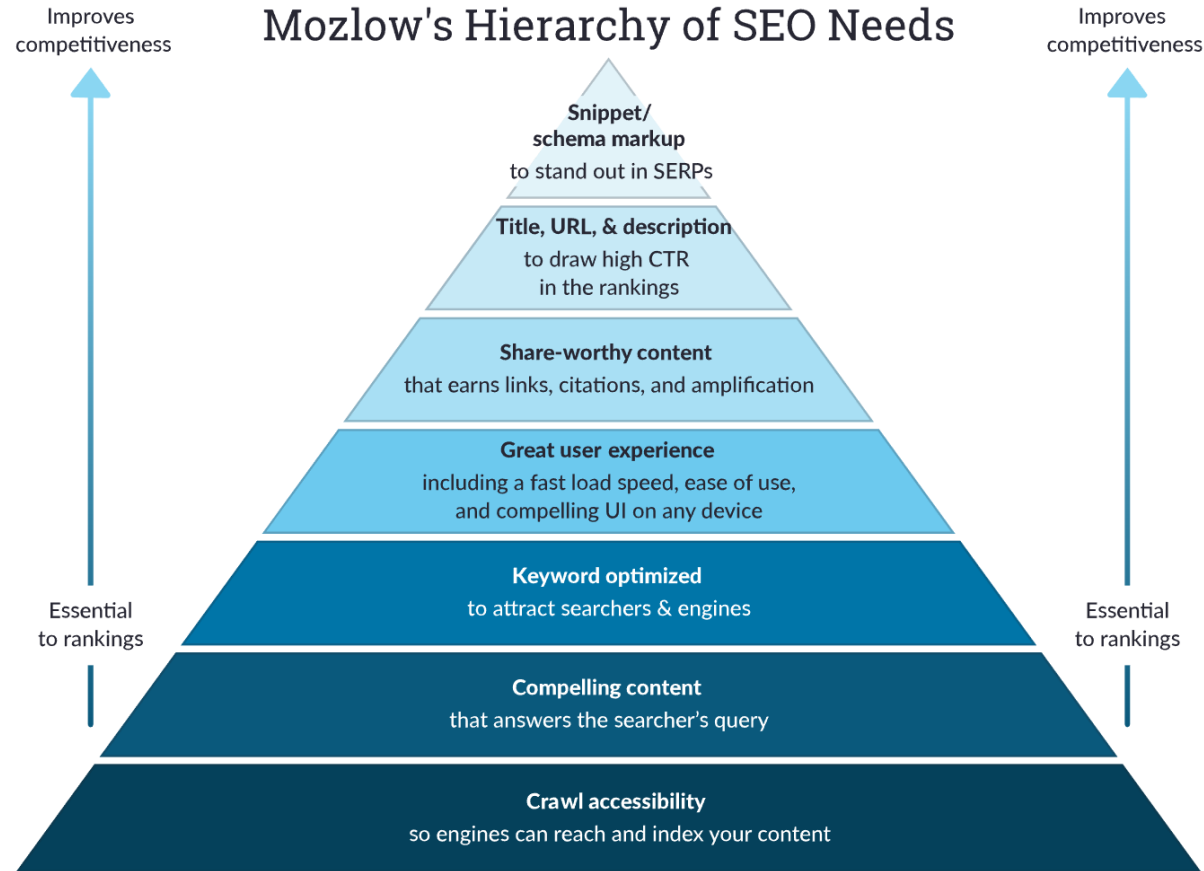 Mozlow's Hierarchy of SEO Needs
Improves
competitiveness
Improves
competitiveness
Snippet/
schema markup
to stand out in SERPs
Title, URL, & description
to draw high CTR
in the rankings
Share-worthy content
that earns links, citations, and amplification
Great user experience
including a fast load speed, ease of use,
and compelling UI on any device
Keyword optimized
to attract searchers & engines
Essential
to rankings
Essential
to rankings
Compelling content
that answers the searcher’s query
Crawl accessibility
so engines can reach and index your content